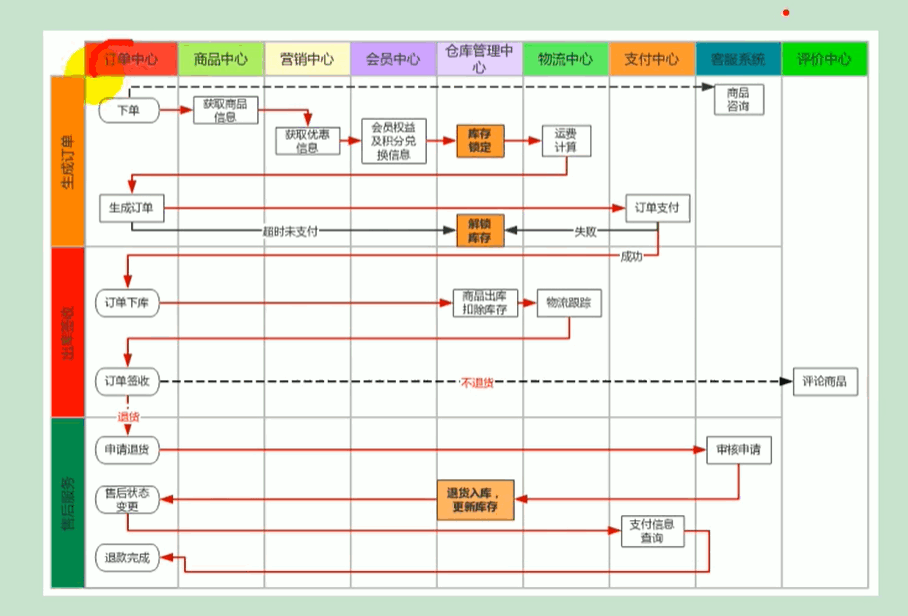 订单中心
商品中心
营销中心
会员中心
仓库管理中
心
物流中心
支付中心
客服系统
评价中心
生成订单
下单
获取商品
信息
获取优惠
信息
会员权益
及积分兑
换信息
库存
锁定
运费
计算
商品
咨询
生成订单
订单支付
超时未支付
解锁
库存
失败
成功
出库签收
订单下库
商品出库
扣除库存
物流跟踪
订单签收
不退货
评论商品
退货
售后服务
申请退货
审核申请
售后状态
变更
退货入库，
更新库存
支付信息
查询
退款完成